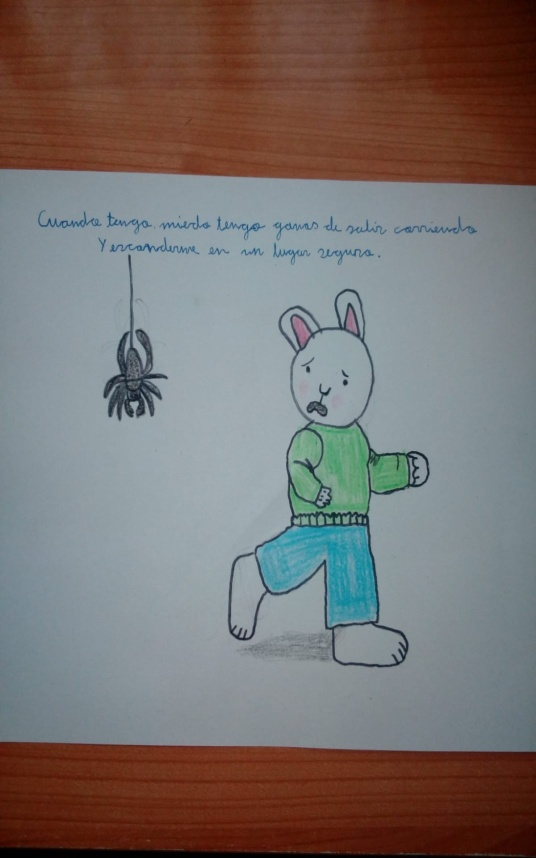 Cuando tengo miedo tengo ganas de salir corriendo
Y esconderme en un lugar seguro.